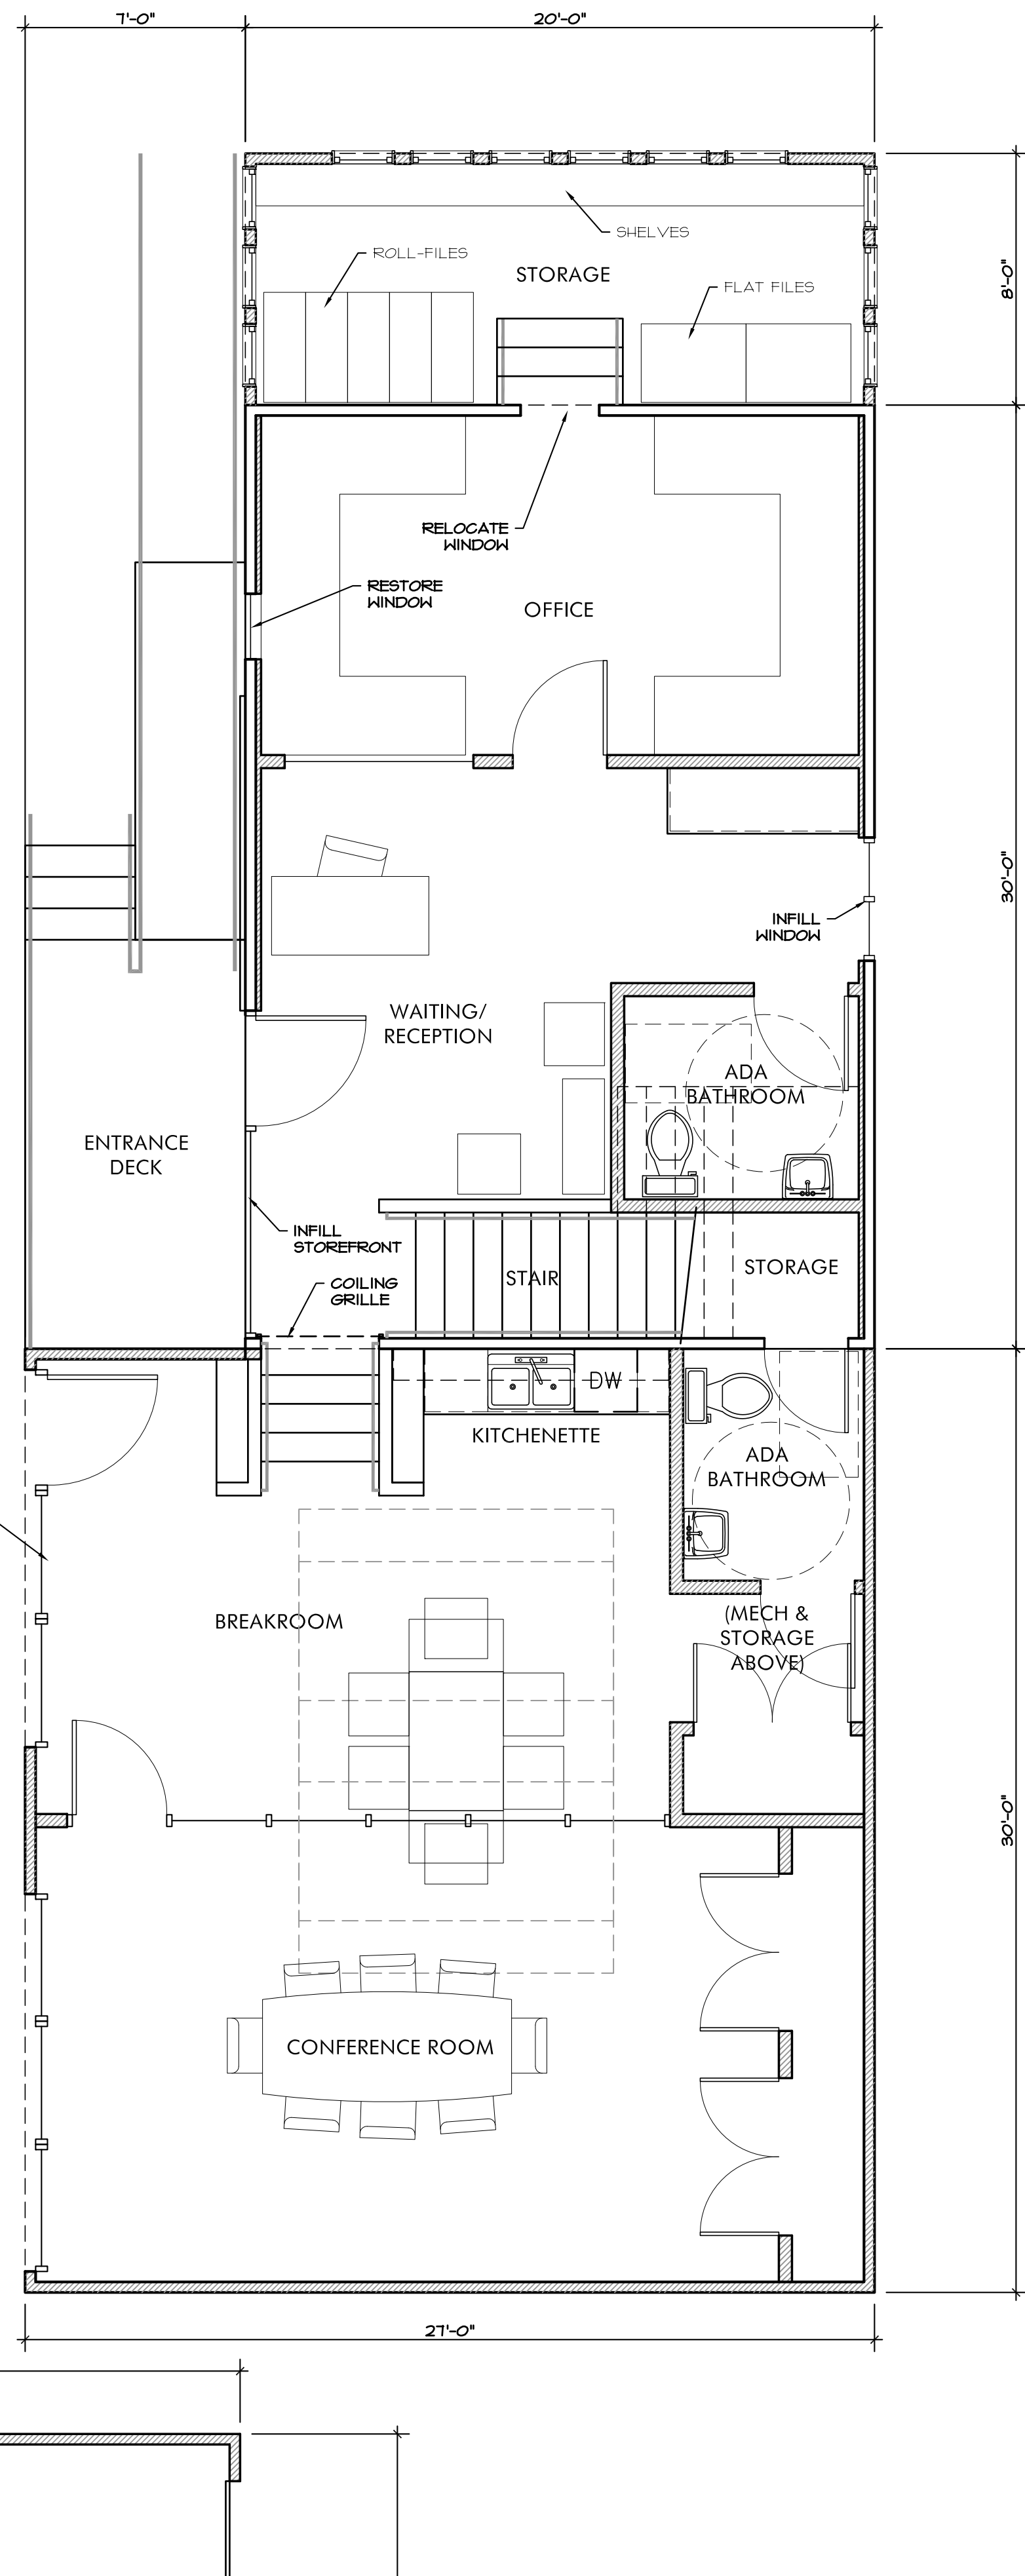 7'-0"
20'-0"
SHELVES
ROLL-FILES
STORAGE
FLAT FILES
8'-0"
RELOCATE
WINDOW
RESTORE
WINDOW
OFFICE
30'-0"
INFILL
WINDOW
WAITING/
RECEPTION
ADA
BATHROOM
ENTRANCE
DECK
INFILL
STOREFRONT
STAIR
STORAGE
COILING
GRILLE
DW
KITCHENETTE
ADA
BATHROOM
BREAKROOM
(MECH &
STORAGE
ABOVE)
30'-0"
CONFERENCE ROOM
27'-0"